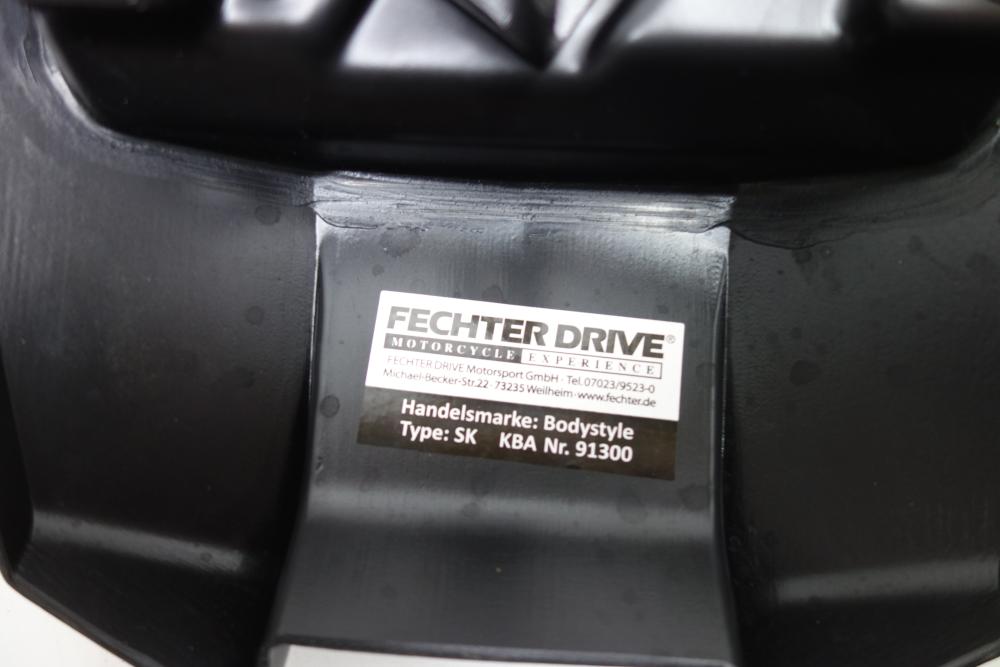 FECHTER DRIVE®
MOTORCYCLE EXPERIENCE
FECHTER DRIVE Motorsport GmbH · Tel. 07023/9523-0
Michael-Becker-Str.22 · 73235 Weilheim · www.fechter.de
Handelsmarke: Bodystyle
Type: SK KBA Nr. 91300